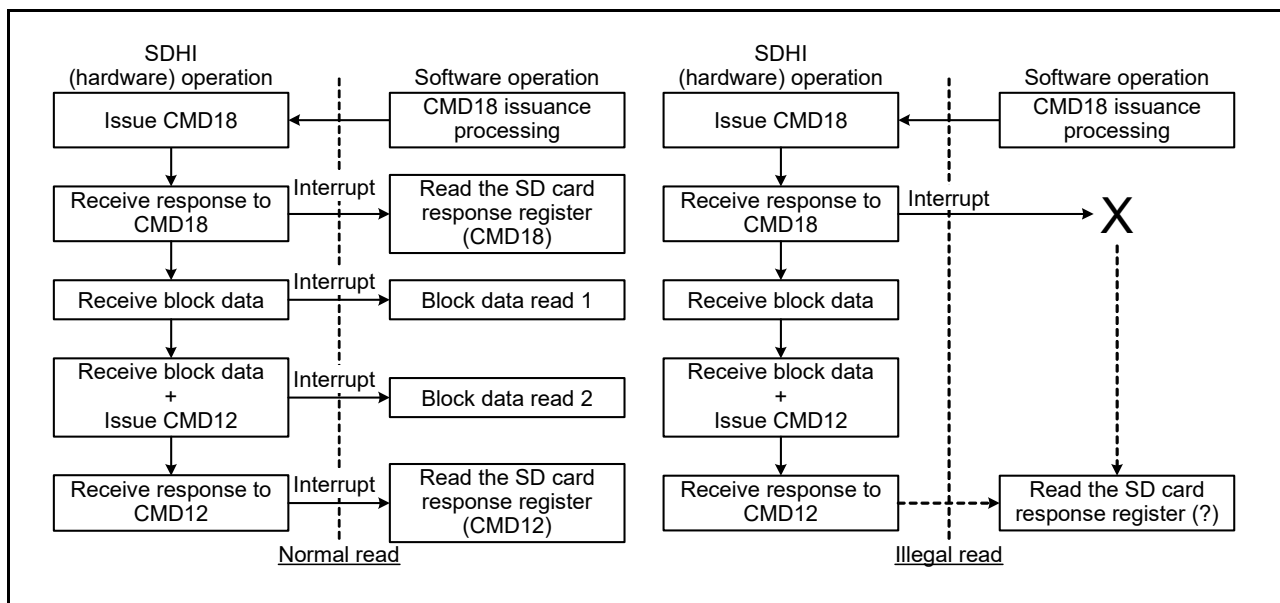 SDHI
(hardware) operation
Software operation
Issue CMD18
CMD18 issuance
processing
Receive response to
CMD18
Interrupt
Read the SD card
response register
(CMD18)
Receive block data
Interrupt
Block data read 1
Receive block data
+
Issue CMD12
Interrupt
Block data read 2
Receive response to
CMD12
Interrupt
Read the SD card
response register
(CMD12)
Normal read
SDHI
(hardware) operation
Software operation
Issue CMD18
CMD18 issuance
processing
Receive response to
CMD18
Interrupt
X
Receive block data
Receive block data
+
Issue CMD12
Receive response to
CMD12
Read the SD card
response register (?)
Illegal read